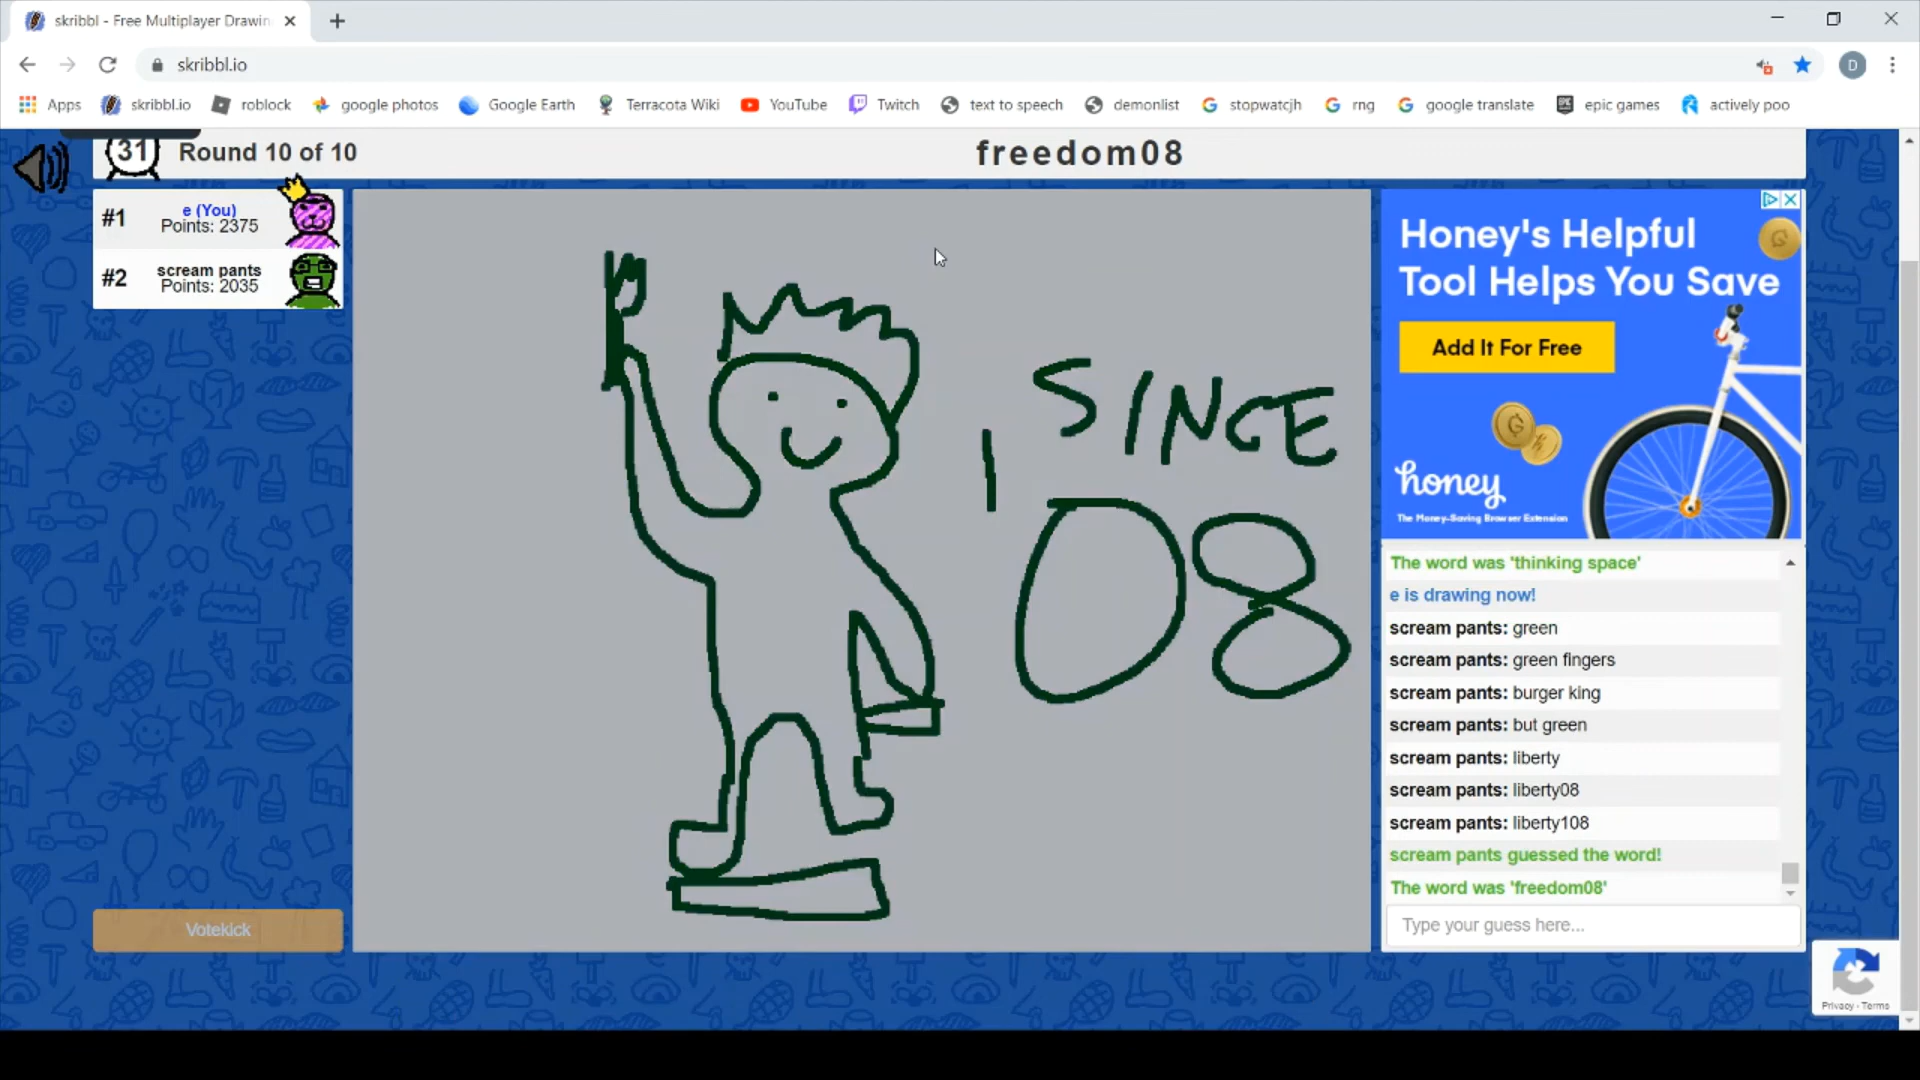 skribbl - Free Multiplayer Drawin
skribbl.io
D
Apps skribbl.io roblock google photos Google Earth Terracota Wiki YouTube Twitch text to speech demonlist stopwatcjh rng google translate epic games actively poo
31 Round 10 of 10 freedom08
#1 e (You)
Points: 2375
#2 scream pants
Points: 2035
SINCE
08
Honey's Helpful
Tool Helps You Save
Add It For Free
honey
The Money-Saving Browser Extension
The word was 'thinking space'
e is drawing now!
scream pants: green
scream pants: green fingers
scream pants: burger king
scream pants: but green
scream pants: liberty
scream pants: liberty08
scream pants: liberty108
scream pants guessed the word!
The word was 'freedom08'
Type your guess here...
Votekick
Privacy - Terms